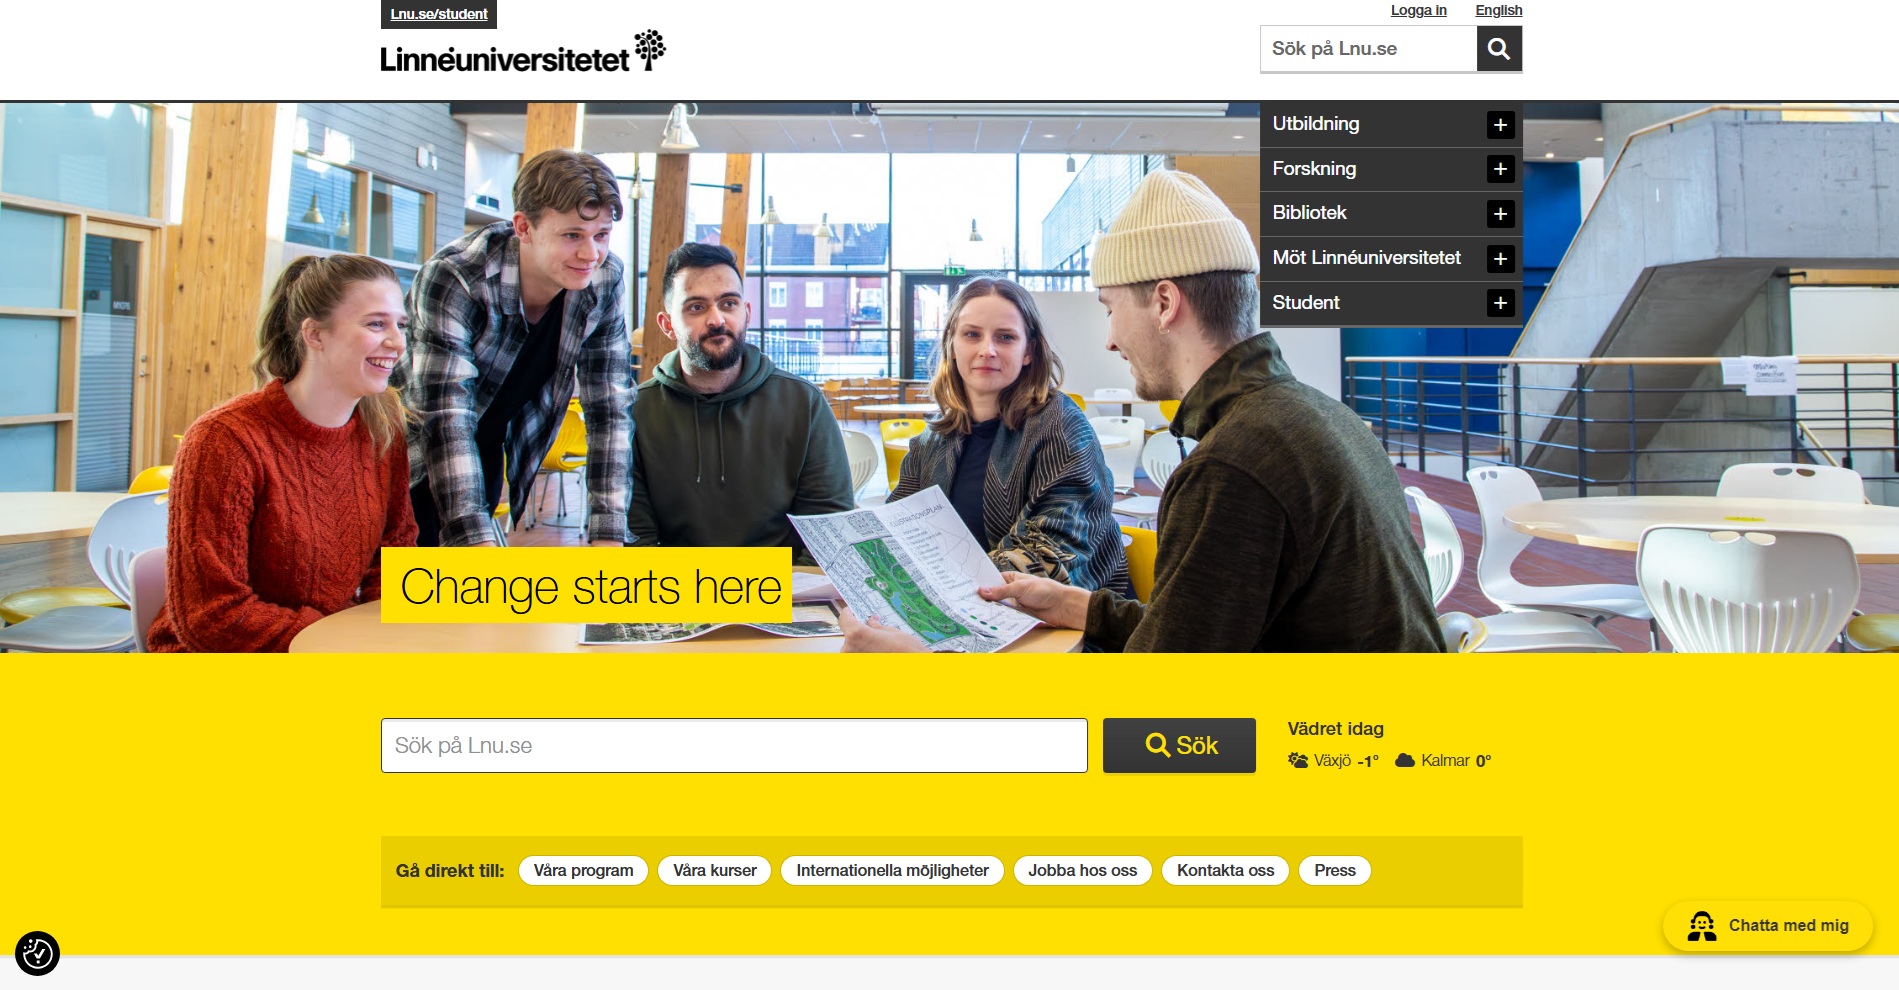 Lnu.se/student
Logga in
English
Linnéuniversitetet
Sök på Lnu.se
Utbildning
Forskning
Bibliotek
Möt Linnéuniversitetet
Student
Change starts here
Sök på Lnu.se
Sök
Vädret idag
Växjö -1° Kalmar 0°
Gå direkt till: Våra program Våra kurser Internationella möjligheter Jobba hos oss Kontakta oss Press
Chatta med mig